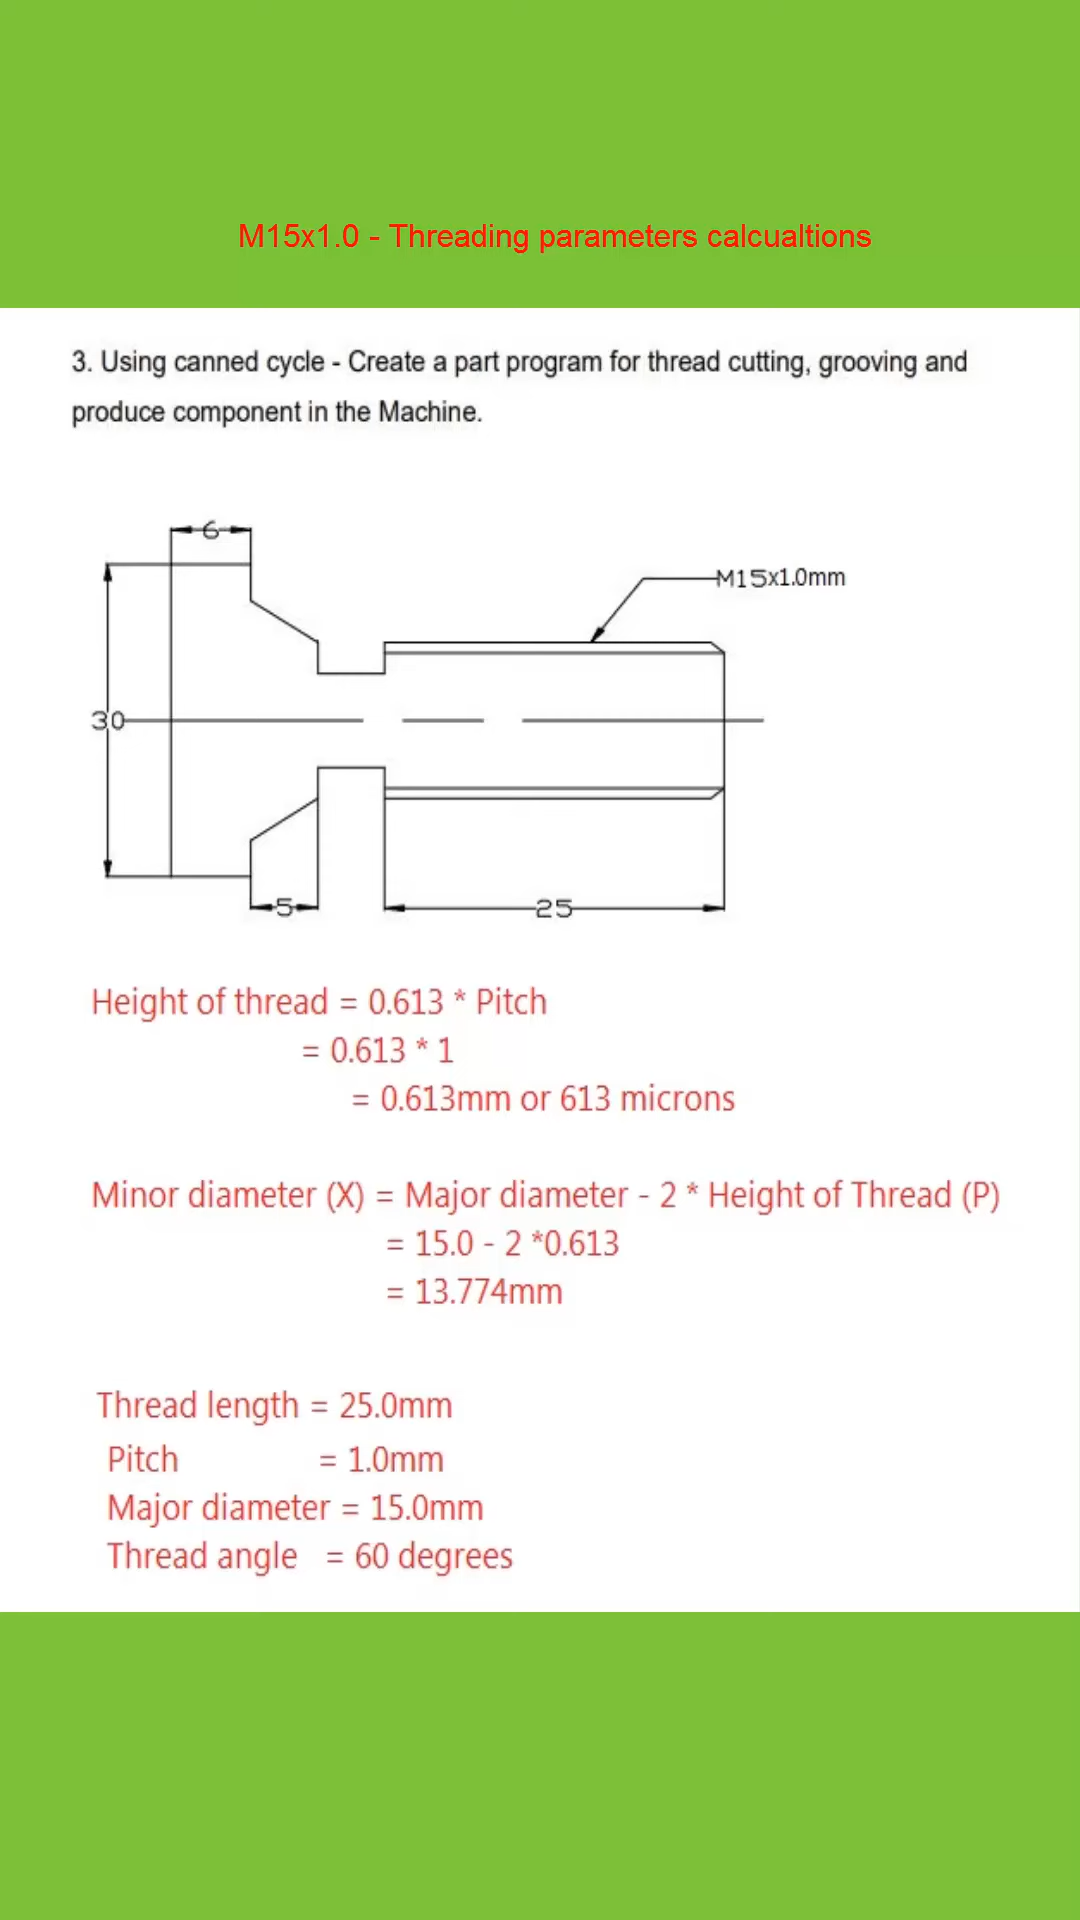 M15x1.0 - Threading parameters calcualtions
3. Using canned cycle - Create a part program for thread cutting, grooving and
produce component in the Machine.
6
M15x1.0mm
30
5
25
Height of thread = 0.613 * Pitch
= 0.613 * 1
= 0.613mm or 613 microns
Minor diameter (X) = Major diameter - 2 * Height of Thread (P)
= 15.0 - 2 *0.613
= 13.774mm
Thread length = 25.0mm
Pitch = 1.0mm
Major diameter = 15.0mm
Thread angle = 60 degrees